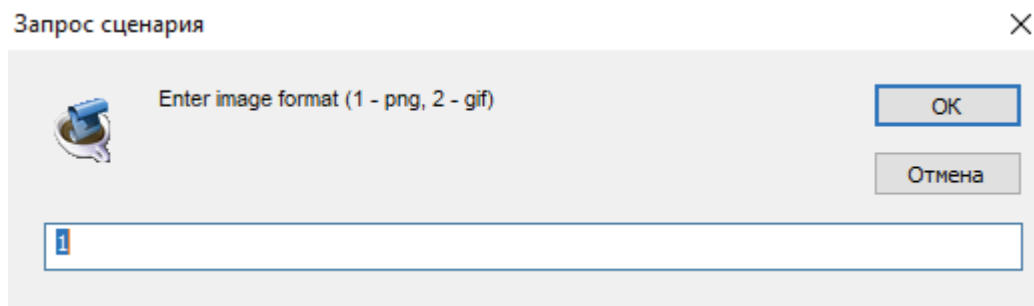 Запрос сценария
Enter image format (1 - png, 2 - gif)
OK
Отмена
1